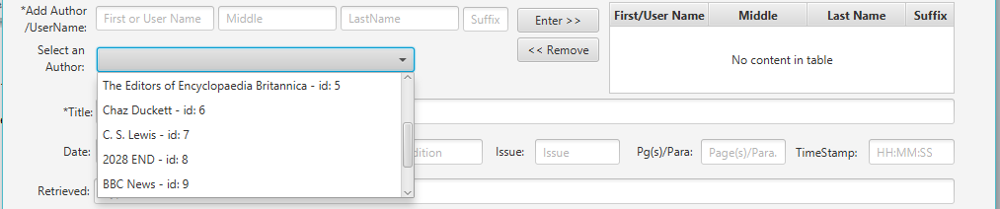 *Add Author /UserName: First or User Name Middle LastName Suffix Enter >>
<< Remove
First/User Name Middle Last Name Suffix
No content in table
Select an Author:
The Editors of Encyclopaedia Britannica - id: 5
Chaz Duckett - id: 6
C. S. Lewis - id: 7
2028 END - id: 8
BBC News - id: 9
*Title:
Date: dition Issue: Issue Pg(s)/Para: Page(s)/Para. TimeStamp: HH:MM:SS
Retrieved: